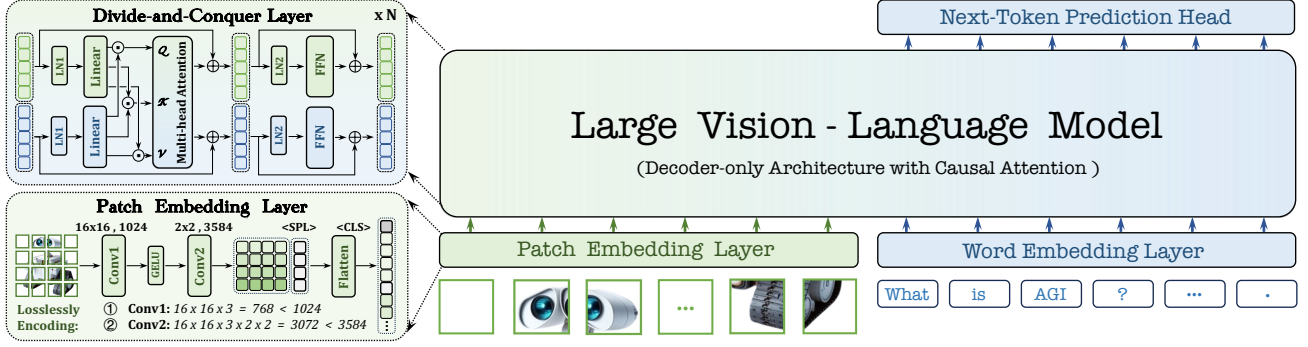 Divide-and-Conquer Layer
x N
LN1
Linear
Q
K
V
Multi-head Attention
LN2
FFN
LN1
Linear
LN2
FFN
Patch Embedding Layer
16x16 , 1024
2x2 , 3584
<SPL>
<CLS>
Conv1
GELU
Conv2
Flatten
Losslessly
Encoding:
① Conv1: 16 x 16 x 3 = 768 < 1024
② Conv2: 16 x 16 x 3 x 2 x 2 = 3072 < 3584
Next-Token Prediction Head
Large Vision - Language Model
(Decoder-only Architecture with Causal Attention )
Patch Embedding Layer
Word Embedding Layer
...
What
is
AGI
?
...
.